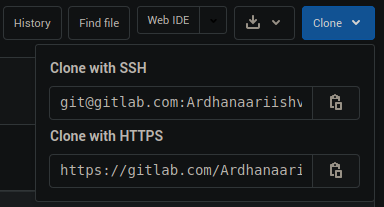 History Find file Web IDE Clone
Clone with SSH
git@gitlab.com:Ardhanaariishv
Clone with HTTPS
https://gitlab.com/Ardhanaari